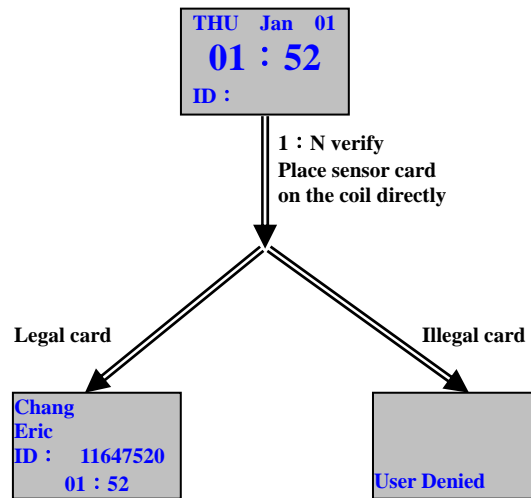 THU Jan 01
01：52
ID：
1：N verify
Place sensor card
on the coil directly
Legal card
Illegal card
Chang
Eric
ID： 11647520
01：52
User Denied